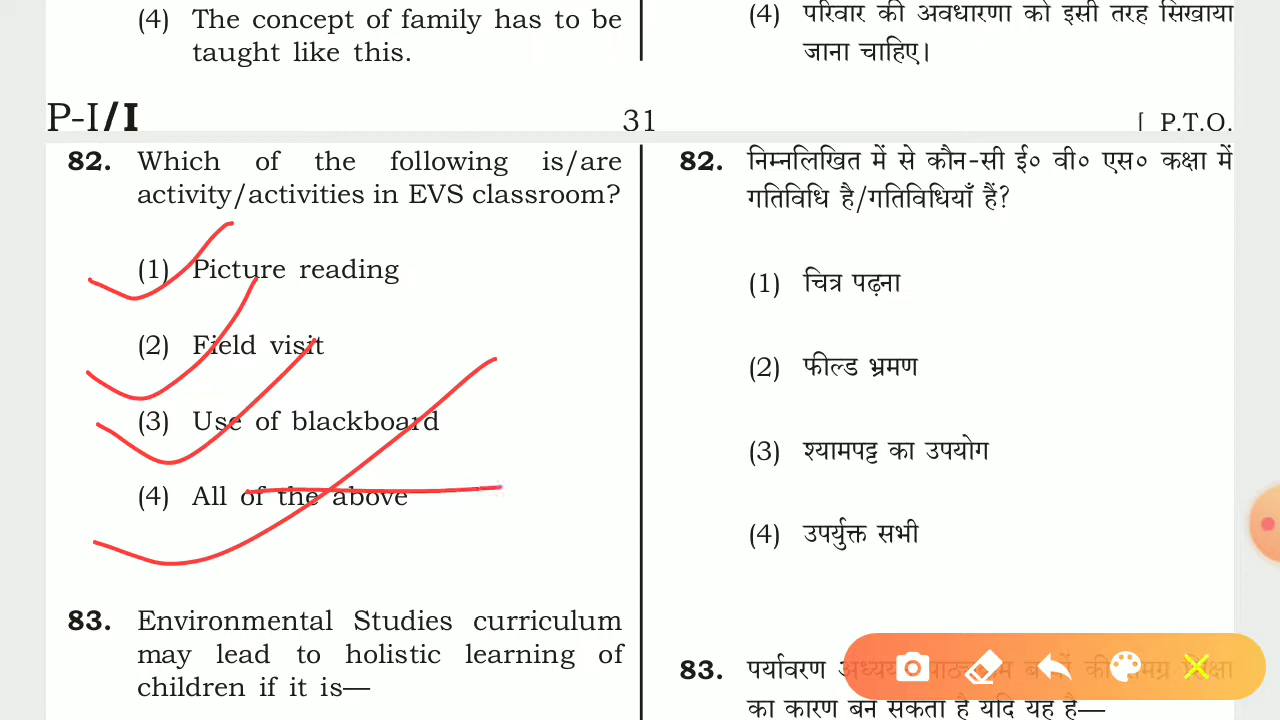 (4) The concept of family has to be
taught like this.
(4) परिवार की अवधारणा को इसी तरह सिखाया
जाना चाहिए।
P-I/I
31
[ P.T.O.
82. Which of the following is/are
activity/activities in EVS classroom?
(1) Picture reading
(2) Field visit
(3) Use of blackboard
(4) All of the above
83. Environmental Studies curriculum
may lead to holistic learning of
children if it is—
82. निम्नलिखित में से कौन-सी ई० वी० एस० कक्षा में
गतिविधि है/गतिविधियाँ हैं?
(1) चित्र पढ़ना
(2) फील्ड भ्रमण
(3) श्यामपट्ट का उपयोग
(4) उपर्युक्त सभी
83. पर्यावरण
का कारण बन सकता है यदि यह है—